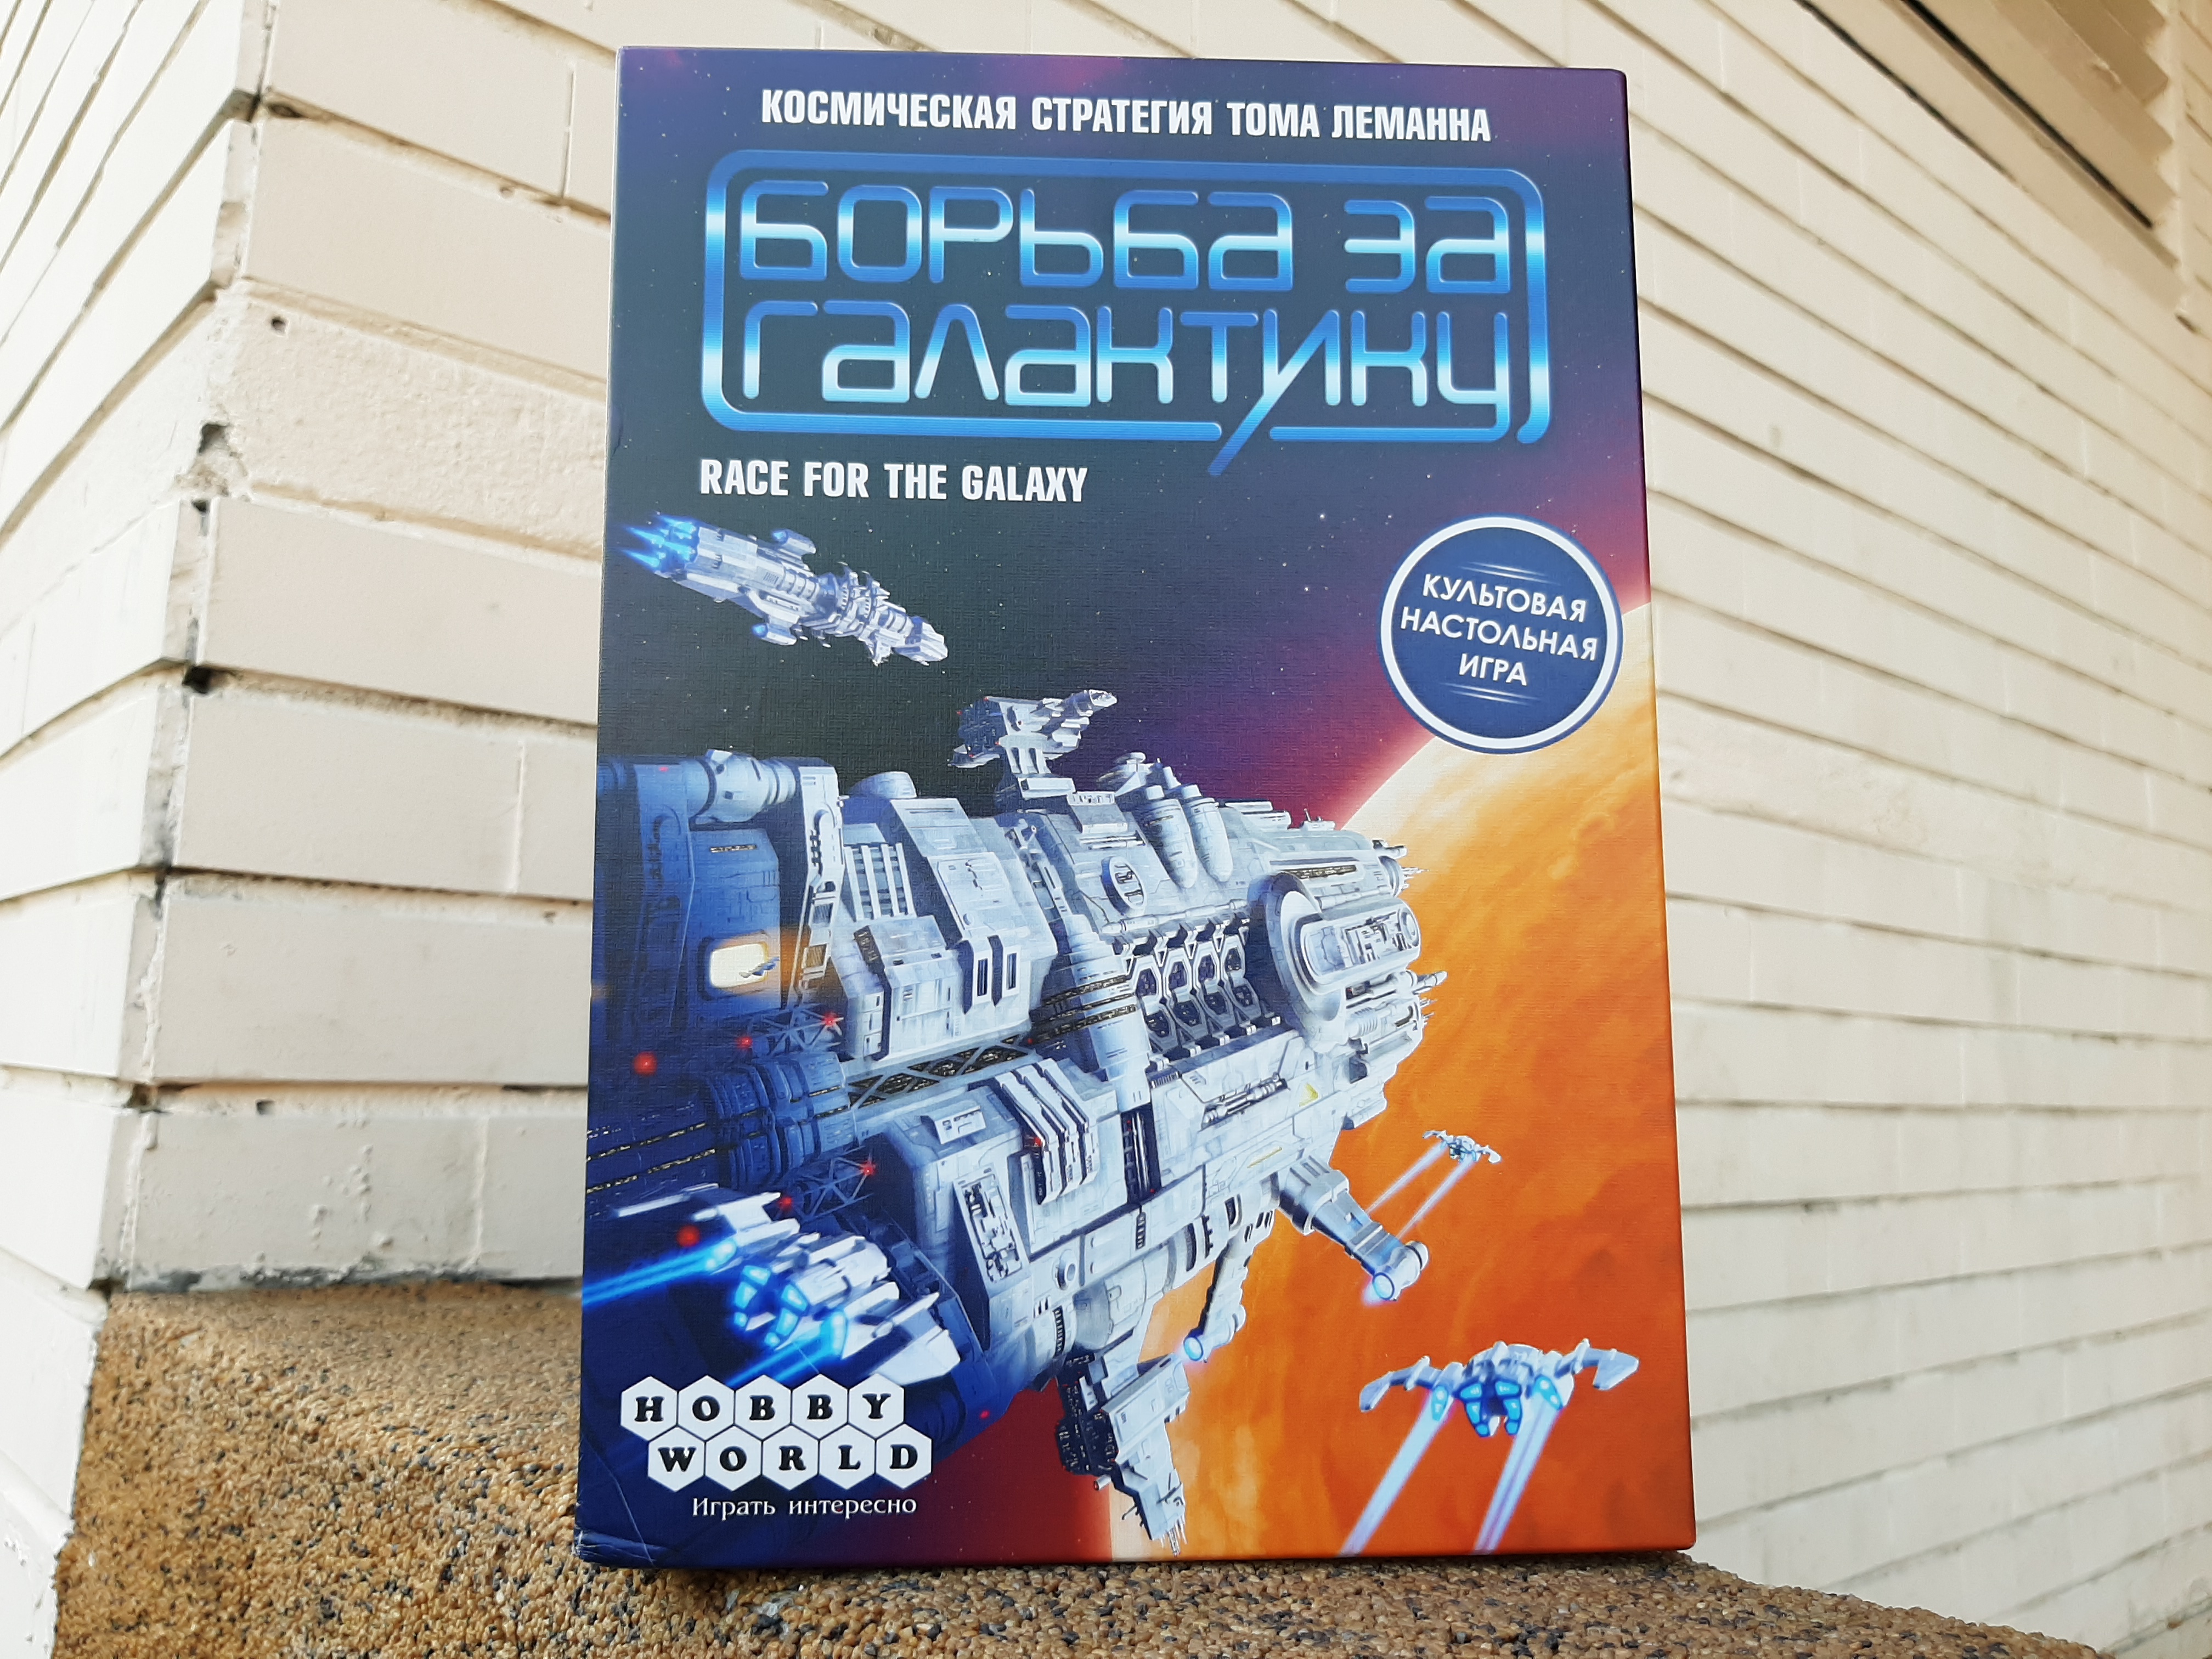 КОСМИЧЕСКАЯ СТРАТЕГИЯ ТОМА ЛЕМАННА
БОРЬБА ЗА
ГАЛАКТИКУ
RACE FOR THE GALAXY
КУЛЬТОВАЯ
НАСТОЛЬНАЯ
ИГРА
HOBBY
WORLD
Играть интересно